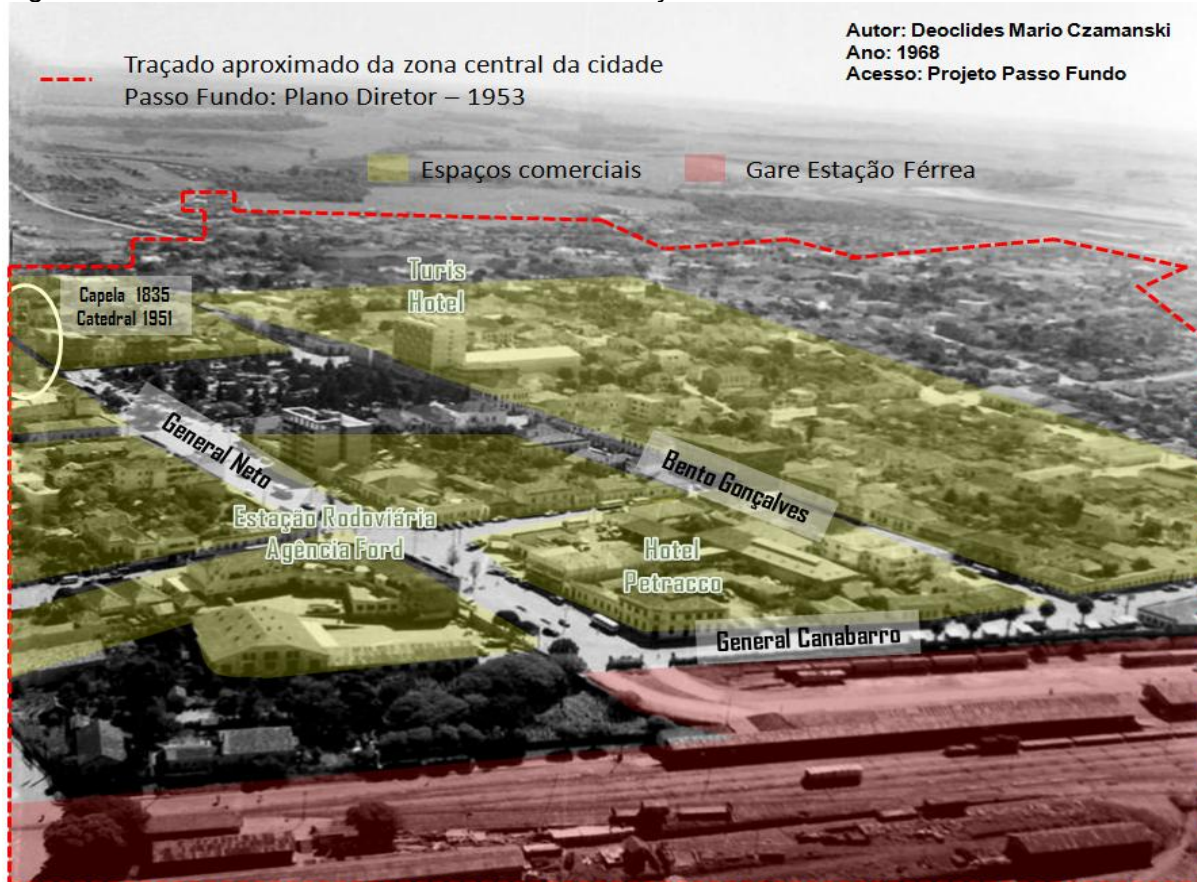 Autor: Deoclides Mario Czamanski
Ano: 1968
Acesso: Projeto Passo Fundo
Traçado aproximado da zona central da cidade
Passo Fundo: Plano Diretor – 1953
Espaços comerciais
Gare Estação Férrea
Turis
Hotel
Capela 1835
Catedral 1951
General Neto
Bento Gonçalves
Estação Rodoviária
Agência Ford
Hotel
Petracco
General Canabarro